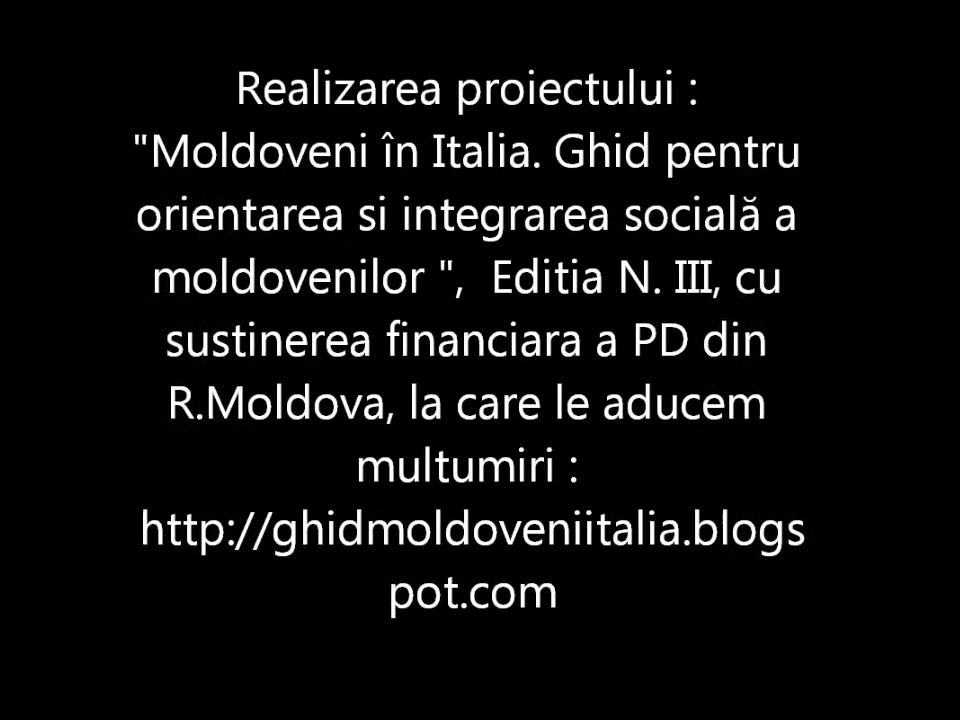 Realizarea proiectului :
"Moldoveni în Italia. Ghid pentru
orientarea si integrarea socială a
moldovenilor ",  Editia N. III, cu
sustinerea financiara a PD din
R.Moldova, la care le aducem
multumiri :
http://ghidmoldoveniitalia.blogs
pot.com